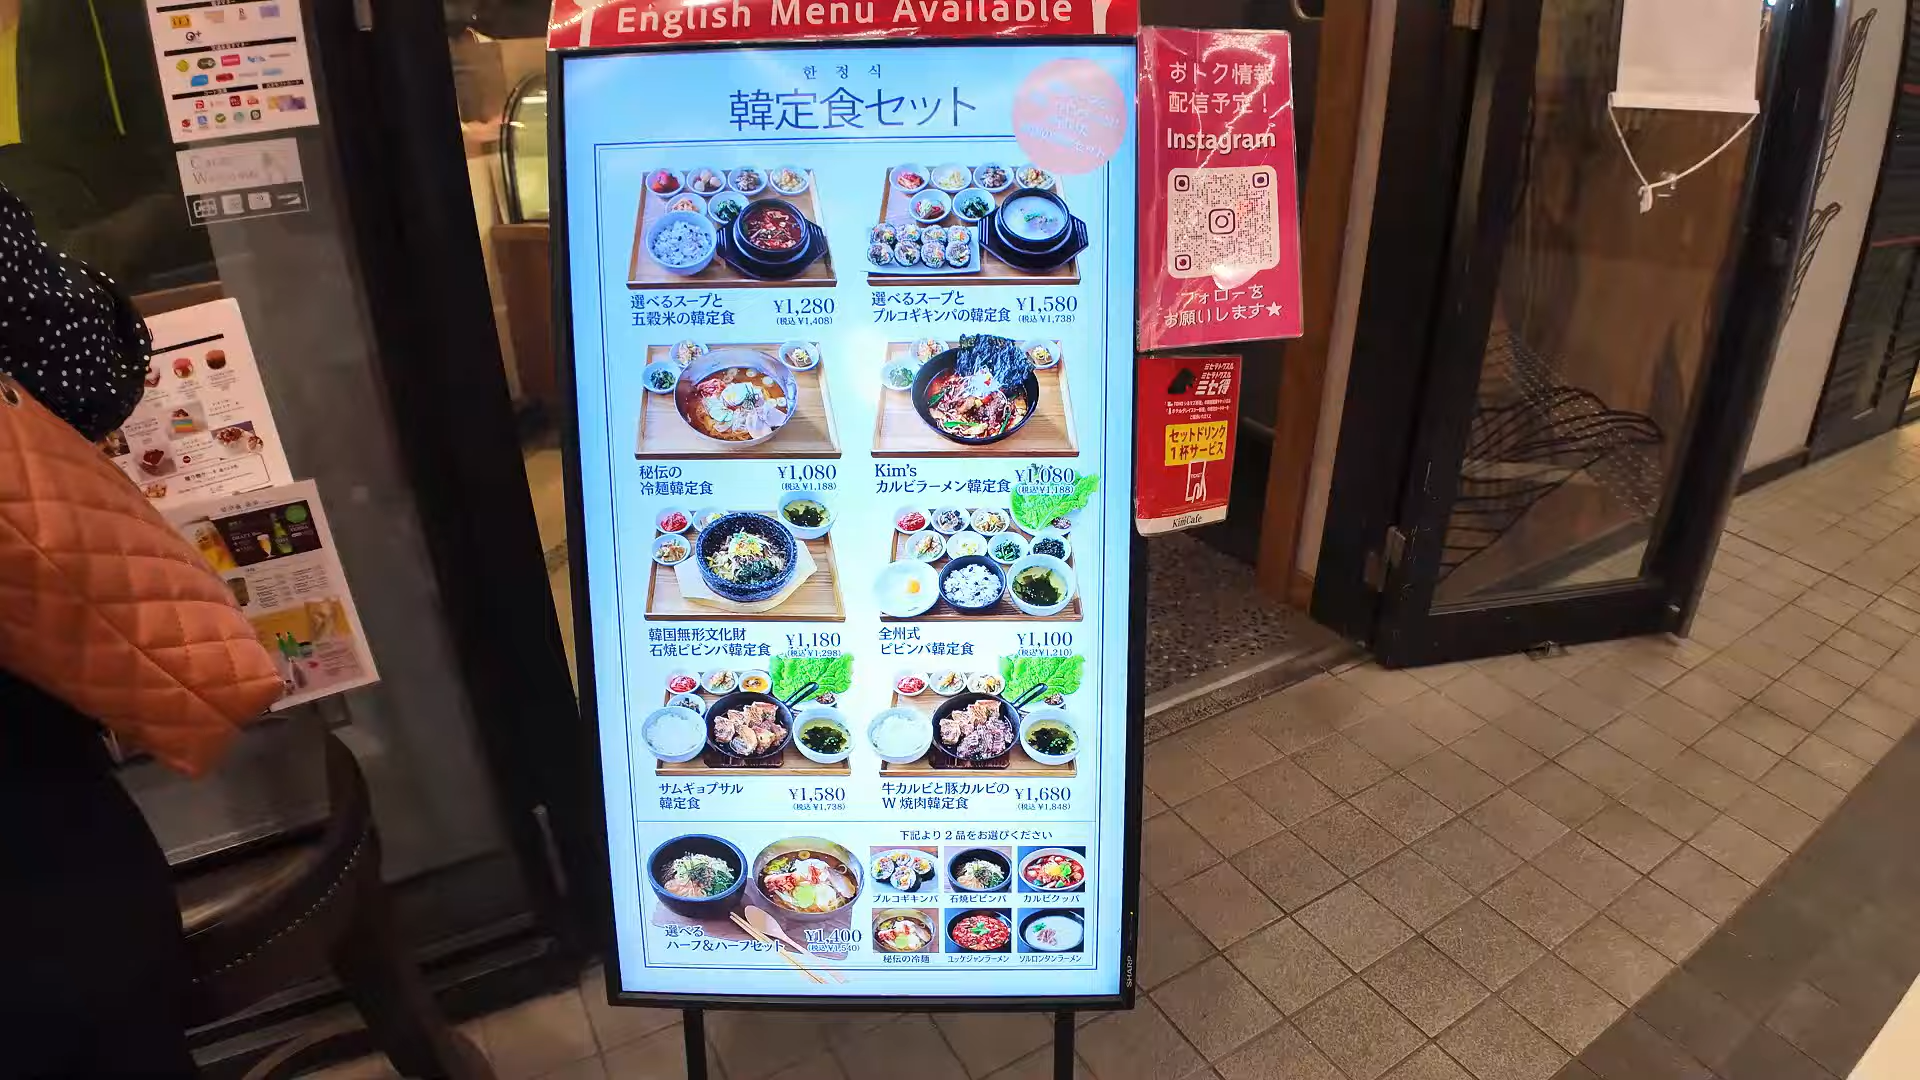 English Menu Available
한정식
韓定食セット
選べるスープと
五穀米の韓定食
¥1,280
(税込 ¥1,408)
選べるスープと
プルコギキンパの韓定食
¥1,580
(税込 ¥1,738)
秘伝の
冷麺韓定食
¥1,080
(税込 ¥1,188)
Kim's
カルビラーメン韓定食
¥1,080
(税込 ¥1,188)
韓国無形文化財
石焼ビビンバ韓定食
¥1,180
(税込 ¥1,298)
全州式
ビビンバ韓定食
¥1,100
(税込 ¥1,210)
サムギョプサル
韓定食
¥1,580
(税込 ¥1,738)
牛カルビと豚カルビの
W 焼肉韓定食
¥1,680
(税込 ¥1,848)
選べる
ハーフ&ハーフセット
¥1,400
(税込 ¥1,540)
下記より2品をお選びください
プルコギキンパ
石焼ビビンバ
カルビクッパ
秘伝の冷麺
ユッケジャンラーメン
ソルロンタンラーメン
SHARP
おトク情報
配信予定！
Instagram
フォローを
お願いします★
ミセ得
セットドリンク
1杯サービス
KimCafe